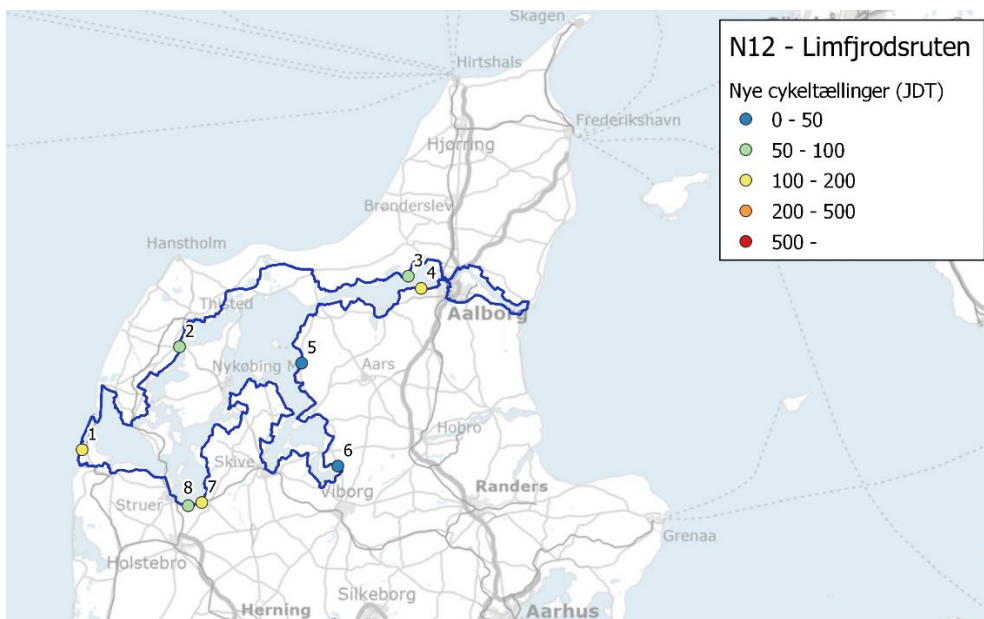 Skagen
Hirtshals
Frederikshavn
Hjørring
Brønderslev
Hanstholm
Thisted
Aalborg
Nykøbing M
Aars
Hobro
Skive
Viborg
Struer
Randers
Grenaa
Holstebro
Silkeborg
Herning
Aarhus
1
2
3
4
5
6
7
8
N12 - Limfjrodsruten
Nye cykeltællinger (JDT)
0 - 50
50 - 100
100 - 200
200 - 500
500 -